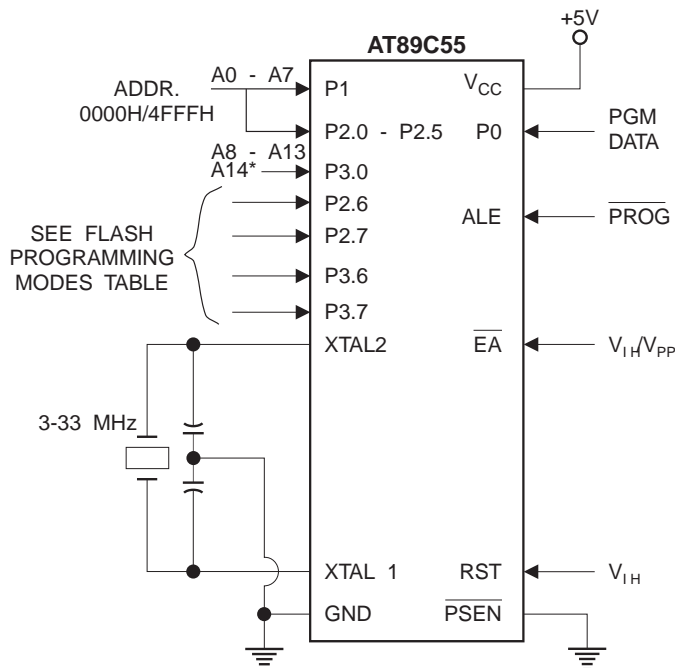 +5V
AT89C55
ADDR.
0000H/4FFFH
A0 - A7
P1
VCC
P2.0 - P2.5
P0
PGM
DATA
A8 - A13
A14*
P3.0
P2.6
ALE
PROG
SEE FLASH
PROGRAMMING
MODES TABLE
P2.7
P3.6
P3.7
XTAL2
EA
VIH/VPP
3-33 MHz
XTAL 1
RST
VIH
GND
PSEN